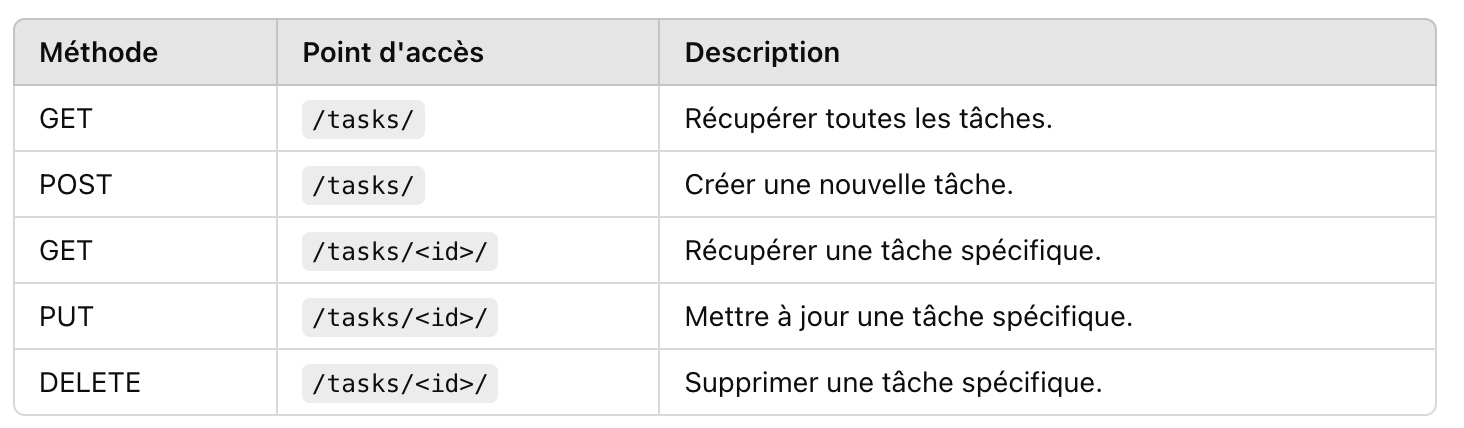 Méthode Point d'accès Description
GET /tasks/ Récupérer toutes les tâches.
POST /tasks/ Créer une nouvelle tâche.
GET /tasks/<id>/ Récupérer une tâche spécifique.
PUT /tasks/<id>/ Mettre à jour une tâche spécifique.
DELETE /tasks/<id>/ Supprimer une tâche spécifique.